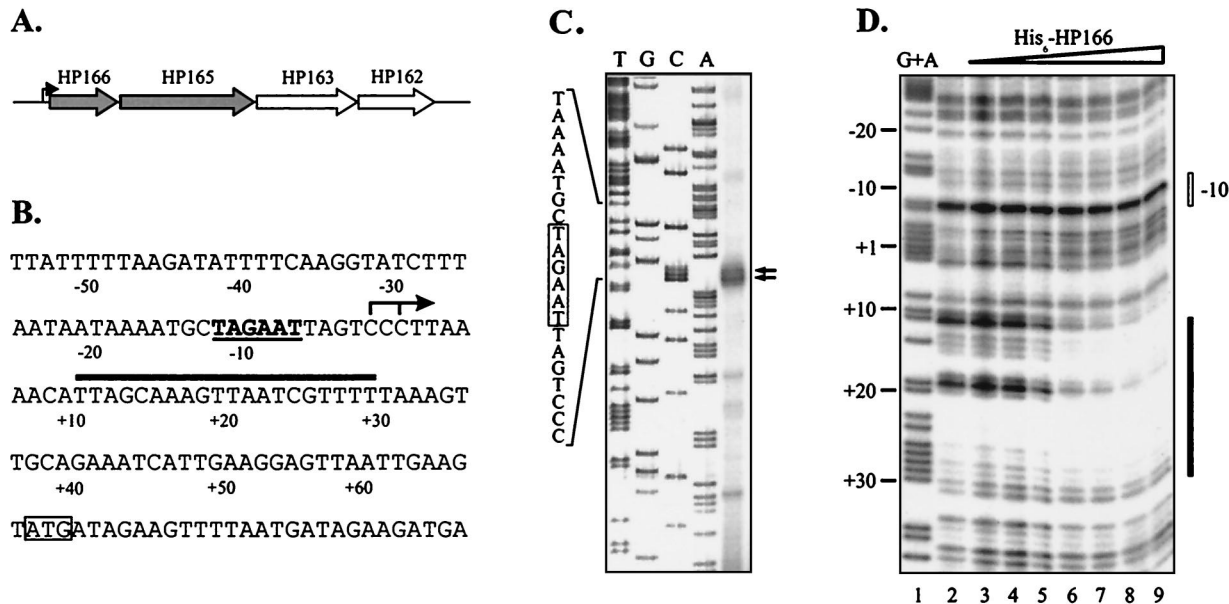 A.
HP166 HP165 HP163 HP162
B.
TTATTTTTAAGATATTTTCAAGGTATCTTT
-50 -40 -30
AATAATAAAATGCTAGAATTAGTCCCTTAA
-20 -10
AACATTAGCAAAGTTAATCGTTTTTAAAGT
+10 +20 +30
TGCAGAAATCATTGAAGGAGTTAATTGAAG
+40 +50 +60
TATGATAGAAGTTTTAATGATAGAAGATGA
C.
T G C A
TAAAATGCTAGAATTAGTCCC
D.
His6-HP166
G+A
-20
-10
+1
+10
+20
+30
-10
1 2 3 4 5 6 7 8 9